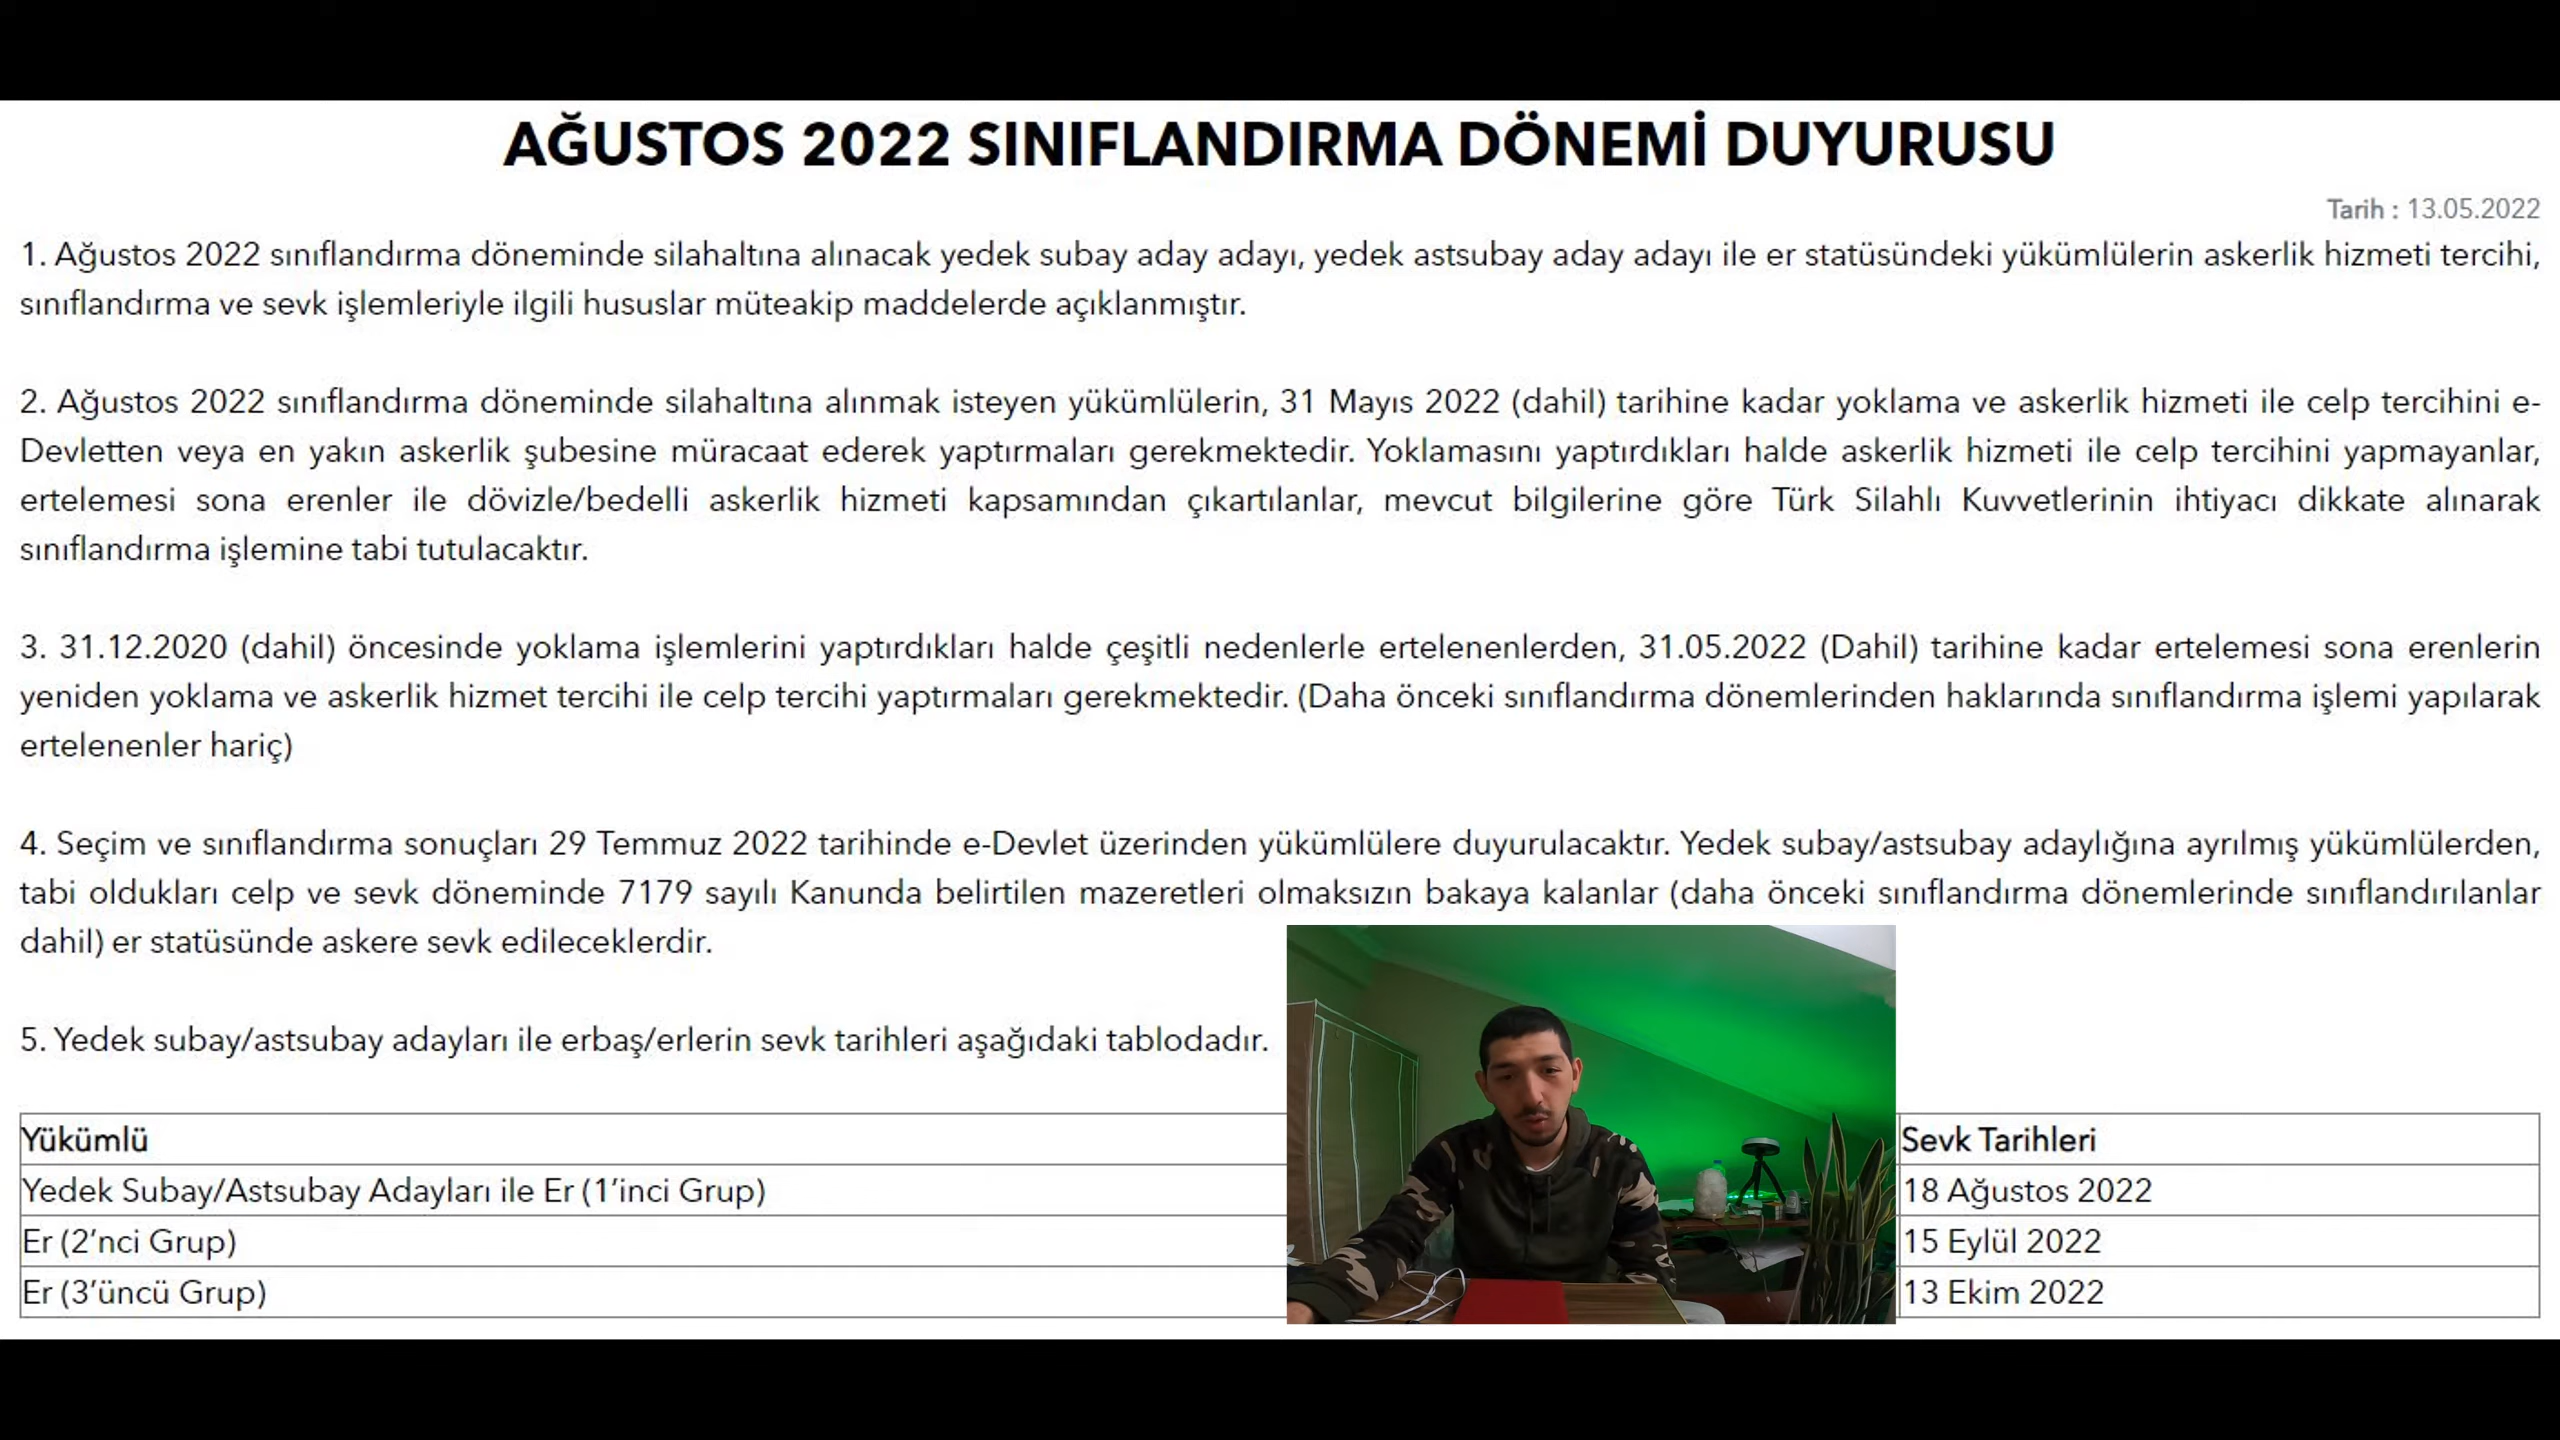 AĞUSTOS 2022 SINIFLANDIRMA DÖNEMİ DUYURUSU
Tarih : 13.05.2022
1. Ağustos 2022 sınıflandırma döneminde silahaltına alınacak yedek subay aday adayı, yedek astsubay aday adayı ile er statüsündeki yükümlülerin askerlik hizmeti tercihi,
sınıflandırma ve sevk işlemleriyle ilgili hususlar müteakip maddelerde açıklanmıştır.
2. Ağustos 2022 sınıflandırma döneminde silahaltına alınmak isteyen yükümlülerin, 31 Mayıs 2022 (dahil) tarihine kadar yoklama ve askerlik hizmeti ile celp tercihini e-
Devletten veya en yakın askerlik şubesine müracaat ederek yaptırmaları gerekmektedir. Yoklamasını yaptırdıkları halde askerlik hizmeti ile celp tercihini yapmayanlar,
ertelemesi sona erenler ile dövizle/bedelli askerlik hizmeti kapsamından çıkartılanlar, mevcut bilgilerine göre Türk Silahlı Kuvvetlerinin ihtiyacı dikkate alınarak
sınıflandırma işlemine tabi tutulacaktır.
3. 31.12.2020 (dahil) öncesinde yoklama işlemlerini yaptırdıkları halde çeşitli nedenlerle ertelenenlerden, 31.05.2022 (Dahil) tarihine kadar ertelemesi sona erenlerin
yeniden yoklama ve askerlik hizmet tercihi ile celp tercihi yaptırmaları gerekmektedir. (Daha önceki sınıflandırma dönemlerinden haklarında sınıflandırma işlemi yapılarak
ertelenenler hariç)
4. Seçim ve sınıflandırma sonuçları 29 Temmuz 2022 tarihinde e-Devlet üzerinden yükümlülere duyurulacaktır. Yedek subay/astsubay adaylığına ayrılmış yükümlülerden,
tabi oldukları celp ve sevk döneminde 7179 sayılı Kanunda belirtilen mazeretleri olmaksızın bakaya kalanlar (daha önceki sınıflandırma dönemlerinde sınıflandırılanlar
dahil) er statüsünde askere sevk edileceklerdir.
5. Yedek subay/astsubay adayları ile erbaş/erlerin sevk tarihleri aşağıdaki tablodadır.
Yükümlü Sevk Tarihleri
Yedek Subay/Astsubay Adayları ile Er (1'inci Grup) 18 Ağustos 2022
Er (2'nci Grup) 15 Eylül 2022
Er (3'üncü Grup) 13 Ekim 2022